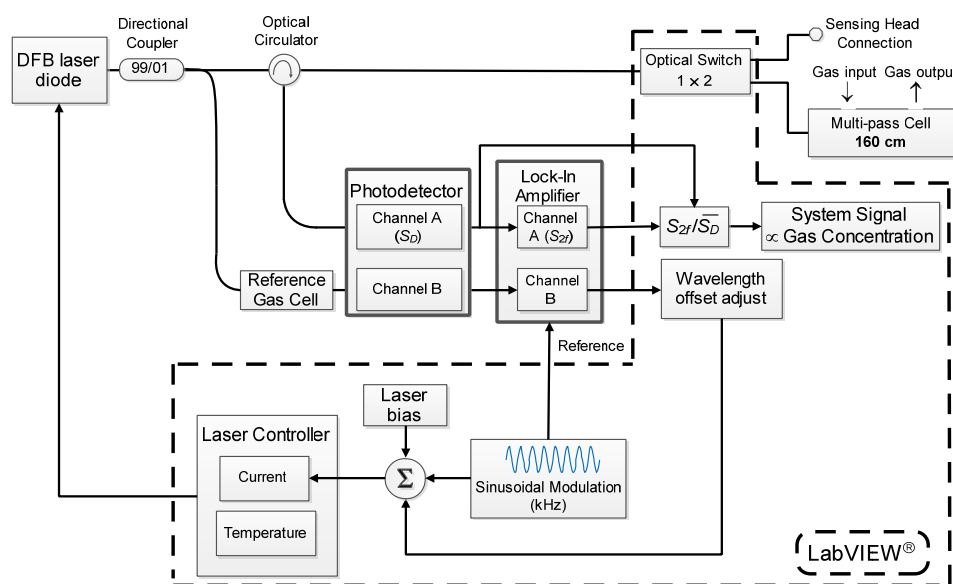 Directional
Coupler
Optical
Circulator
DFB laser
diode
99/01
Optical Switch
1 × 2
Sensing Head
Connection
Gas input
Gas output
Multi-pass Cell
160 cm
Photodetector
Channel A
(S_D)
Channel B
Lock-In
Amplifier
Channel
A (S_2f)
Channel
B
S_2f/S̅_D̅
System Signal
∝ Gas Concentration
Reference
Gas Cell
Wavelength
offset adjust
Reference
Laser
bias
Laser Controller
Current
Temperature
Σ
Sinusoidal Modulation
(kHz)
LabVIEW®